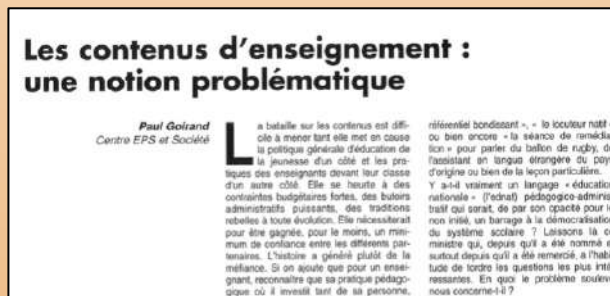 Les contenus d'enseignement :
une notion problématique
Paul Goirand
Centre EPS et Société
La bataille sur les contenus est diffi-
cile à mener tant elle met en cause
la politique générale d'éducation de
la jeunesse d'un côté et les pra-
tiques des enseignants devant leur classe
d'un autre côté. Elle se heurte à des
contraintes budgétaires fortes, des butoirs
administratifs puissants, des traditions
rebelles à toute évolution. Elle nécessiterait
pour être gagnée, pour le moins, un mini-
mum de confiance entre les différents par-
tenaires. L'histoire a généré plutôt de la
méfiance. Si on ajoute que pour un ensei-
gnant, reconnaître que sa pratique pédago-
gique où il investit tant de sa personne,
référentiel bondissant », « le locuteur natif
ou bien encore « la séance de remédia-
tion » pour parler du ballon de rugby, de
l'assistant en langue étrangère du pays
d'origine ou bien de la leçon particulière.
Y a-t-il vraiment un langage « éducation
nationale » (l'ednat) pédagogico-adminis-
tratif qui serait, de par son opacité pour le
non initié, un barrage à la démocratisation
du système scolaire ? Laissons là ce
ministre qui, depuis qu'il a été nommé et
surtout depuis qu'il a été remercié, a l'habi-
tude de tordre les questions les plus inté-
ressantes. En quoi le problème soulevé
nous concerne-t-il ?